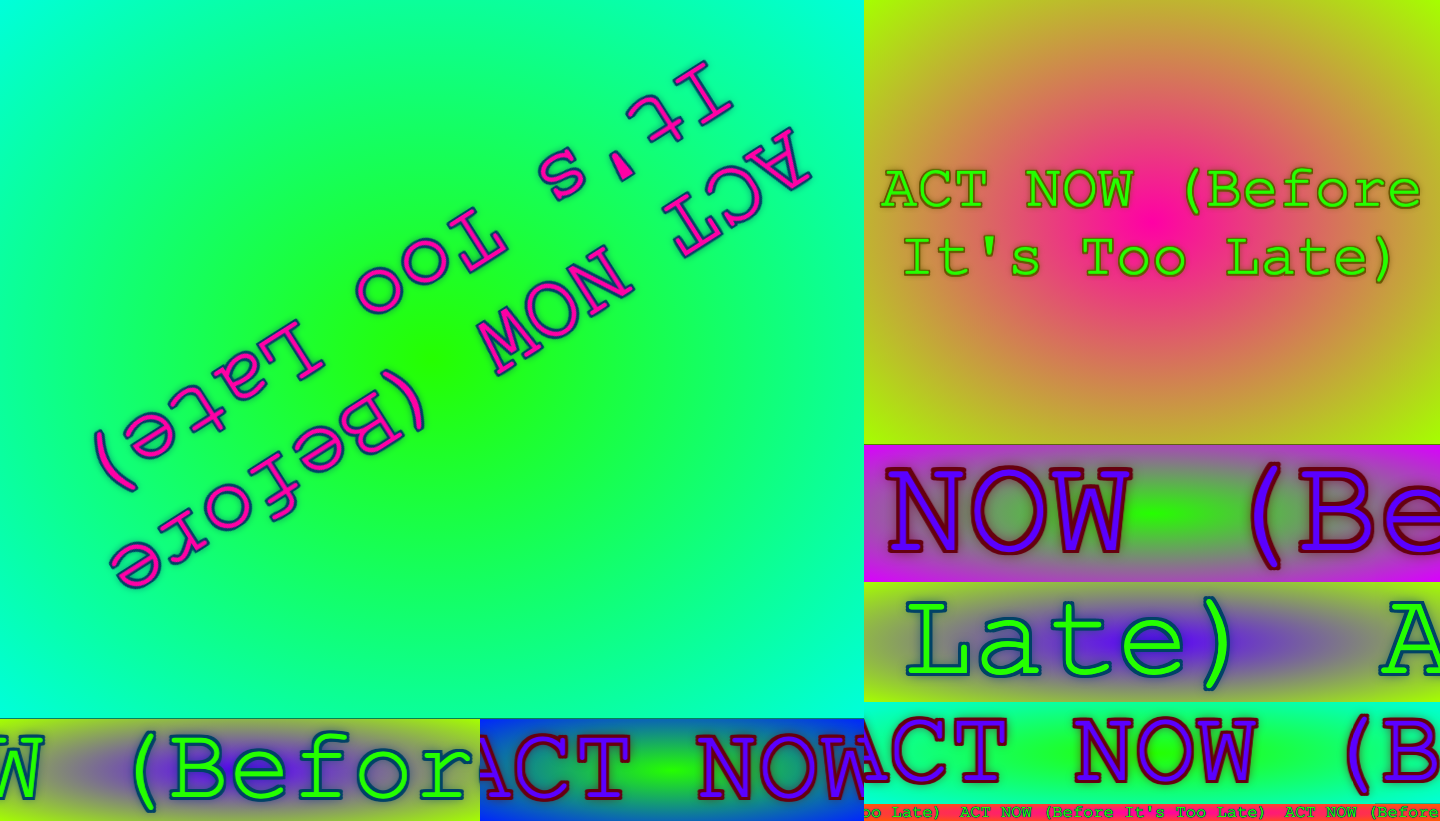 ACT NOW (Before
It's Too Late)
ACT NOW (Before
It's Too Late)
NOW (Be
Late) A
W (Befor
ACT NOW
ACT NOW (B
oo Late) ACT NOW (Before It's Too Late) ACT NOW (Before